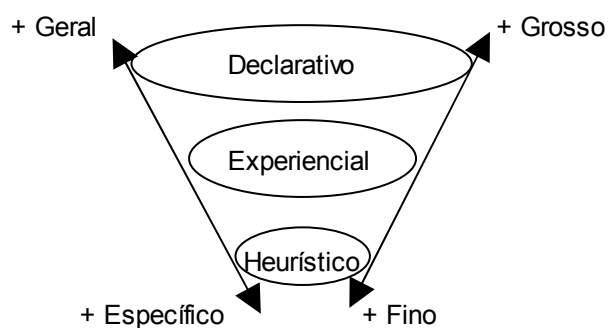 + Geral + Grosso
Declarativo
Experiencial
Heurístico
+ Específico + Fino